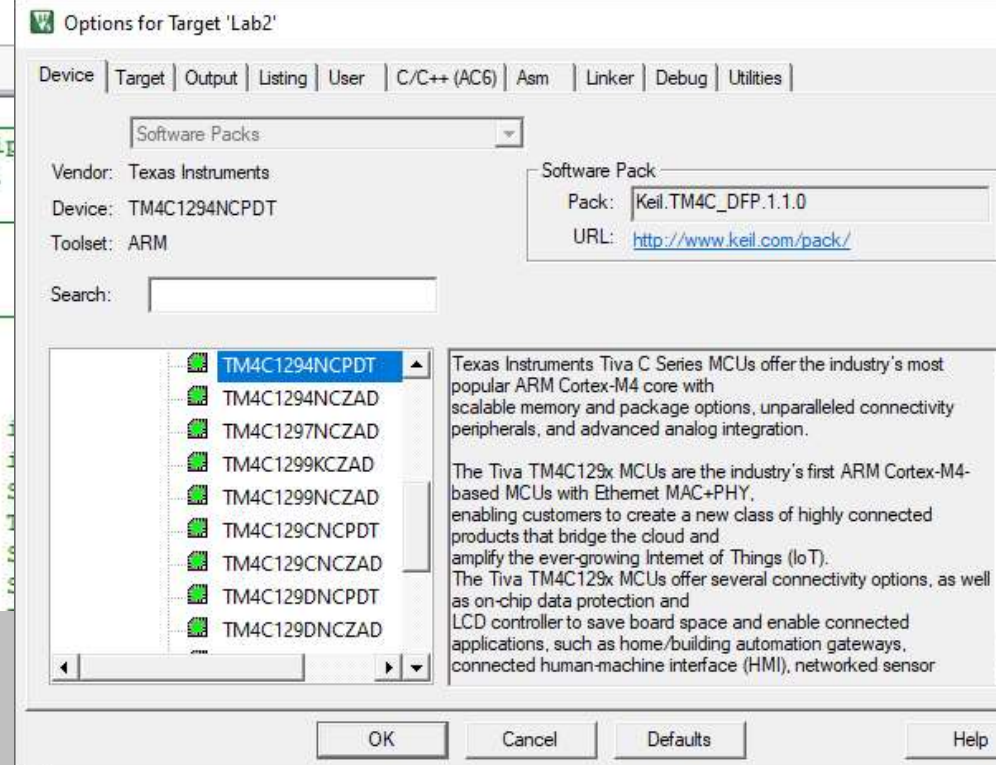 Options for Target 'Lab2'
Device Target Output Listing User C/C++ (AC6) Asm Linker Debug Utilities
Software Packs
Vendor: Texas Instruments
Device: TM4C1294NCPDT
Toolset: ARM
Software Pack
Pack: Keil.TM4C_DFP.1.1.0
URL: http://www.keil.com/pack/
Search:
TM4C1294NCPDT
TM4C1294NCZAD
TM4C1297NCZAD
TM4C1299KCZAD
TM4C1299NCZAD
TM4C129CNCPDT
TM4C129CNCZAD
TM4C129DNCPDT
TM4C129DNCZAD
Texas Instruments Tiva C Series MCUs offer the industry's most
popular ARM Cortex-M4 core with
scalable memory and package options, unparalleled connectivity
peripherals, and advanced analog integration.
The Tiva TM4C129x MCUs are the industry's first ARM Cortex-M4-
based MCUs with Ethernet MAC+PHY,
enabling customers to create a new class of highly connected
products that bridge the cloud and
amplify the ever-growing Internet of Things (IoT).
The Tiva TM4C129x MCUs offer several connectivity options, as well
as on-chip data protection and
LCD controller to save board space and enable connected
applications, such as home/building automation gateways,
connected human-machine interface (HMI), networked sensor
OK Cancel Defaults Help